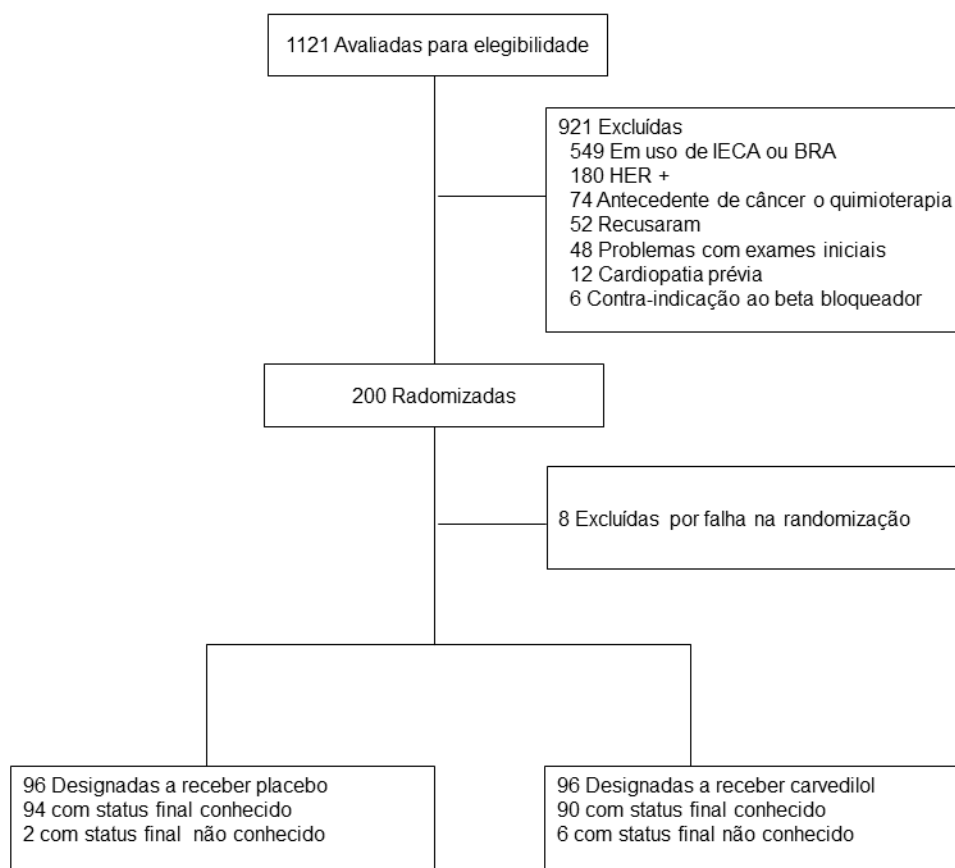 1121 Avaliadas para elegibilidade
921 Excluídas
549 Em uso de IECA ou BRA
180 HER +
74 Antecedente de câncer o quimioterapia
52 Recusaram
48 Problemas com exames iniciais
12 Cardiopatia prévia
6 Contra-indicação ao beta bloqueador
200 Radomizadas
8 Excluídas por falha na randomização
96 Designadas a receber placebo
94 com status final conhecido
2 com status final não conhecido
96 Designadas a receber carvedilol
90 com status final conhecido
6 com status final não conhecido